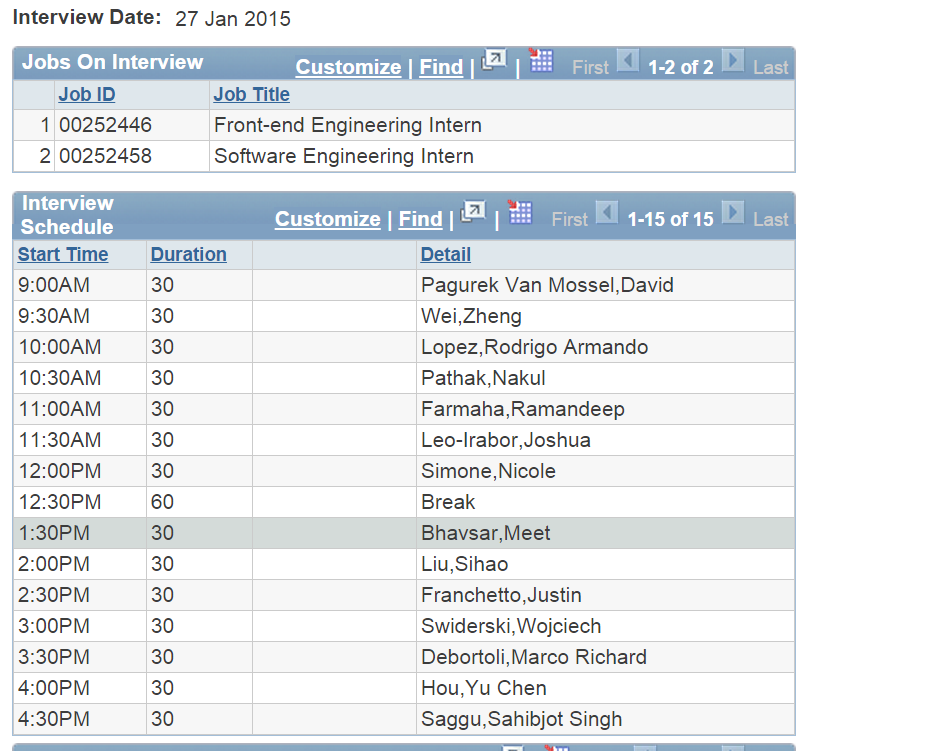 Interview Date: 27 Jan 2015
Jobs On Interview Customize | Find | | First 1-2 of 2 Last
Job ID Job Title
1 00252446 Front-end Engineering Intern
2 00252458 Software Engineering Intern
Interview
Schedule Customize | Find | | First 1-15 of 15 Last
Start Time Duration Detail
9:00AM 30 Pagurek Van Mossel,David
9:30AM 30 Wei,Zheng
10:00AM 30 Lopez,Rodrigo Armando
10:30AM 30 Pathak,Nakul
11:00AM 30 Farmaha,Ramandeep
11:30AM 30 Leo-Irabor,Joshua
12:00PM 30 Simone,Nicole
12:30PM 60 Break
1:30PM 30 Bhavsar,Meet
2:00PM 30 Liu,Sihao
2:30PM 30 Franchetto,Justin
3:00PM 30 Swiderski,Wojciech
3:30PM 30 Debortoli,Marco Richard
4:00PM 30 Hou,Yu Chen
4:30PM 30 Saggu,Sahibjot Singh